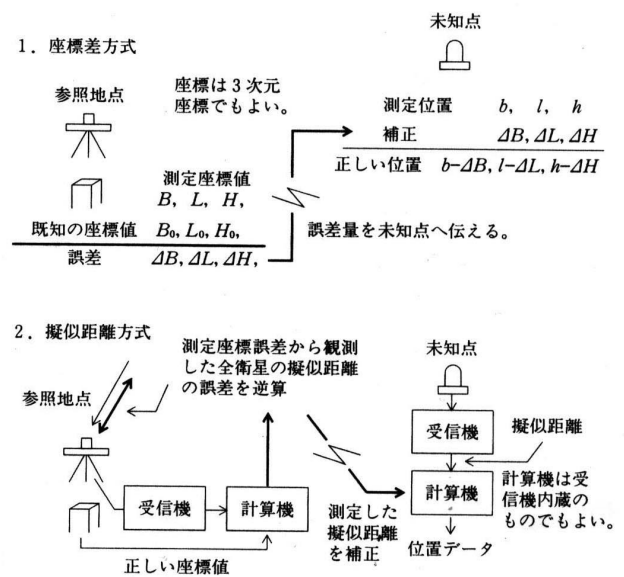 1．座標差方式
参照地点
座標は3次元
座標でもよい。
測定座標値
B, L, H,
既知の座標値 B₀, L₀, H₀,
誤差 ΔB, ΔL, ΔH,
未知点
測定位置 b, l, h
補正 ΔB, ΔL, ΔH
正しい位置 b-ΔB, l-ΔL, h-ΔH
誤差量を未知点へ伝える。
2．擬似距離方式
参照地点
測定座標誤差から観測
した全衛星の擬似距離
の誤差を逆算
受信機
計算機
正しい座標値
測定した
擬似距離
を補正
未知点
受信機
擬似距離
計算機
計算機は受
信機内蔵の
ものでもよい。
位置データ